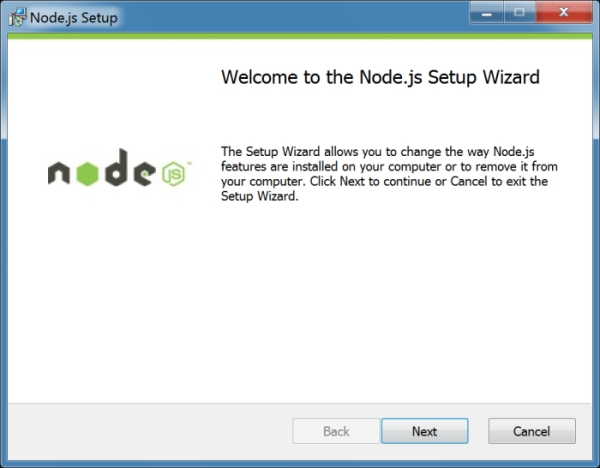 Node.js Setup
Welcome to the Node.js Setup Wizard
node JS™
The Setup Wizard allows you to change the way Node.js
features are installed on your computer or to remove it from
your computer. Click Next to continue or Cancel to exit the
Setup Wizard.
Back
Next
Cancel